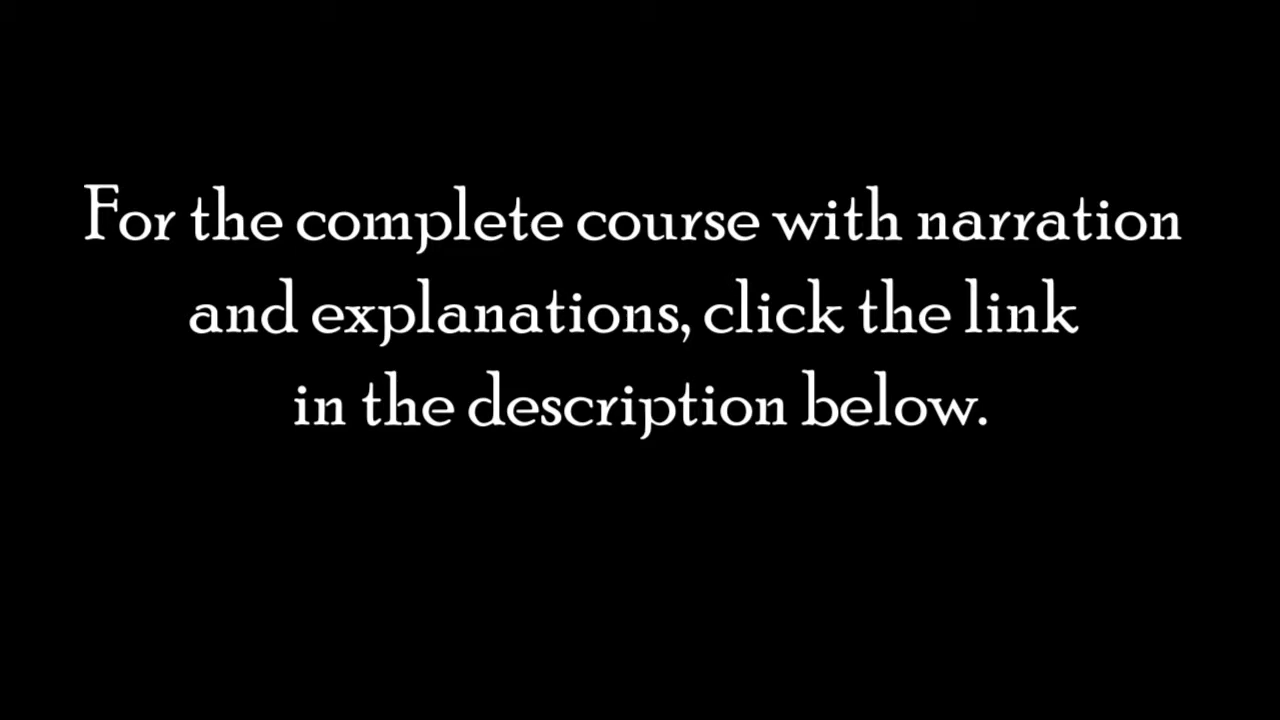 For the complete course with narration
and explanations, click the link
in the description below.